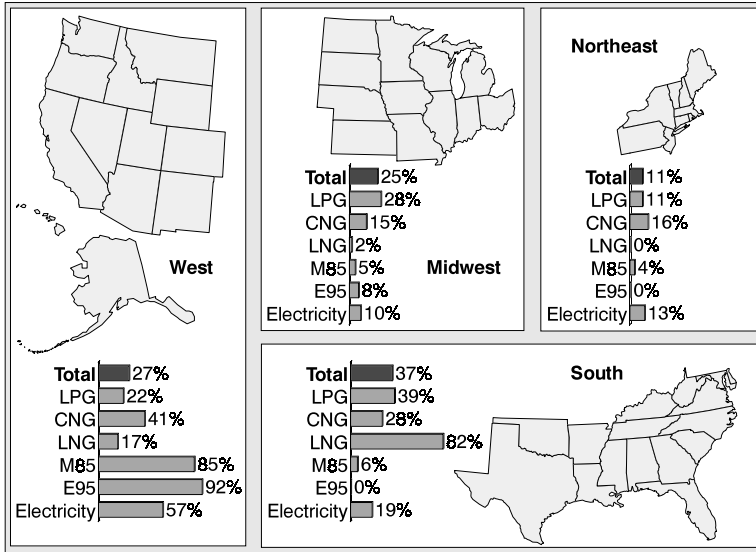 West
Total 27%
LPG 22%
CNG 41%
LNG 17%
M85 85%
E95 92%
Electricity 57%
Midwest
Total 25%
LPG 28%
CNG 15%
LNG 2%
M85 5%
E95 8%
Electricity 10%
Northeast
Total 11%
LPG 11%
CNG 16%
LNG 0%
M85 4%
E95 0%
Electricity 13%
South
Total 37%
LPG 39%
CNG 28%
LNG 82%
M85 6%
E95 0%
Electricity 19%